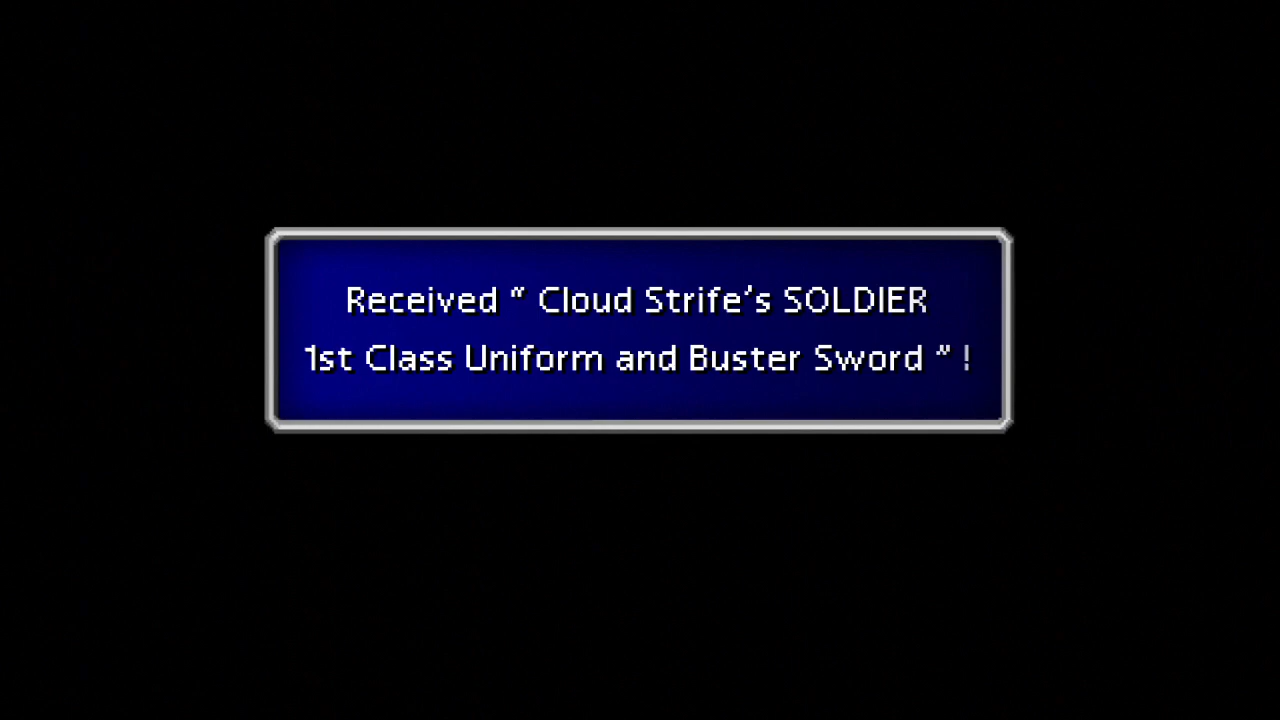 Received “ Cloud Strife’s SOLDIER
1st Class Uniform and Buster Sword ” !